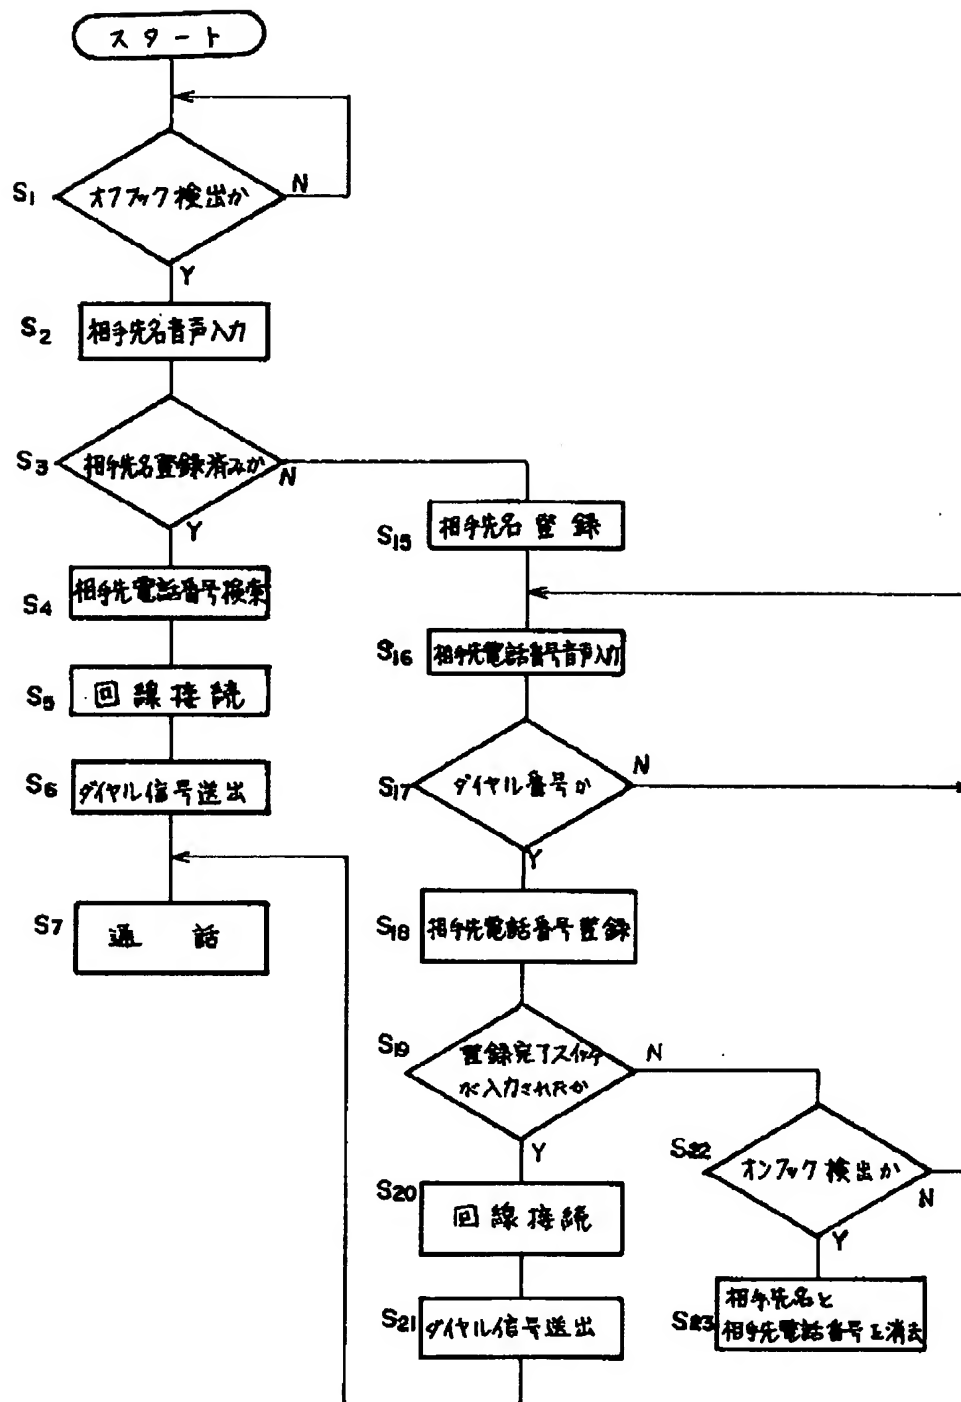 スタート
S1 オフフック検出か N
Y
S2 相手先名音声入力
S3 相手先名登録済みか N
Y
S4 相手先電話番号検索
S5 回線接続
S6 ダイヤル信号送出
S7 通話
S15 相手先名登録
S16 相手先電話番号音声入力
S17 ダイヤル番号か N
Y
S18 相手先電話番号登録
S19 登録完了スイッチ
が入力されたか N
Y
S20 回線接続
S21 ダイヤル信号送出
S22 オンフック検出か N
Y
S23 相手先名と
相手先電話番号を消去